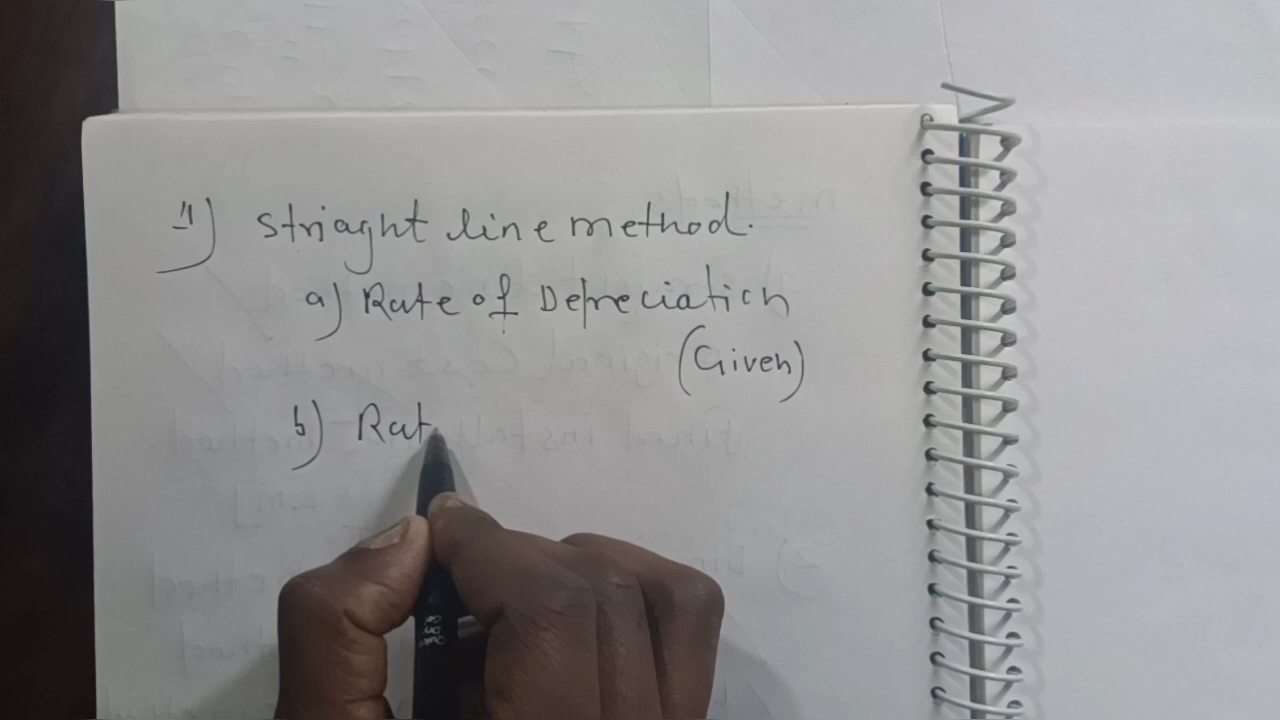 1) Striaght line method.
a) Rate of Depreciation
(Given)
b) Rat